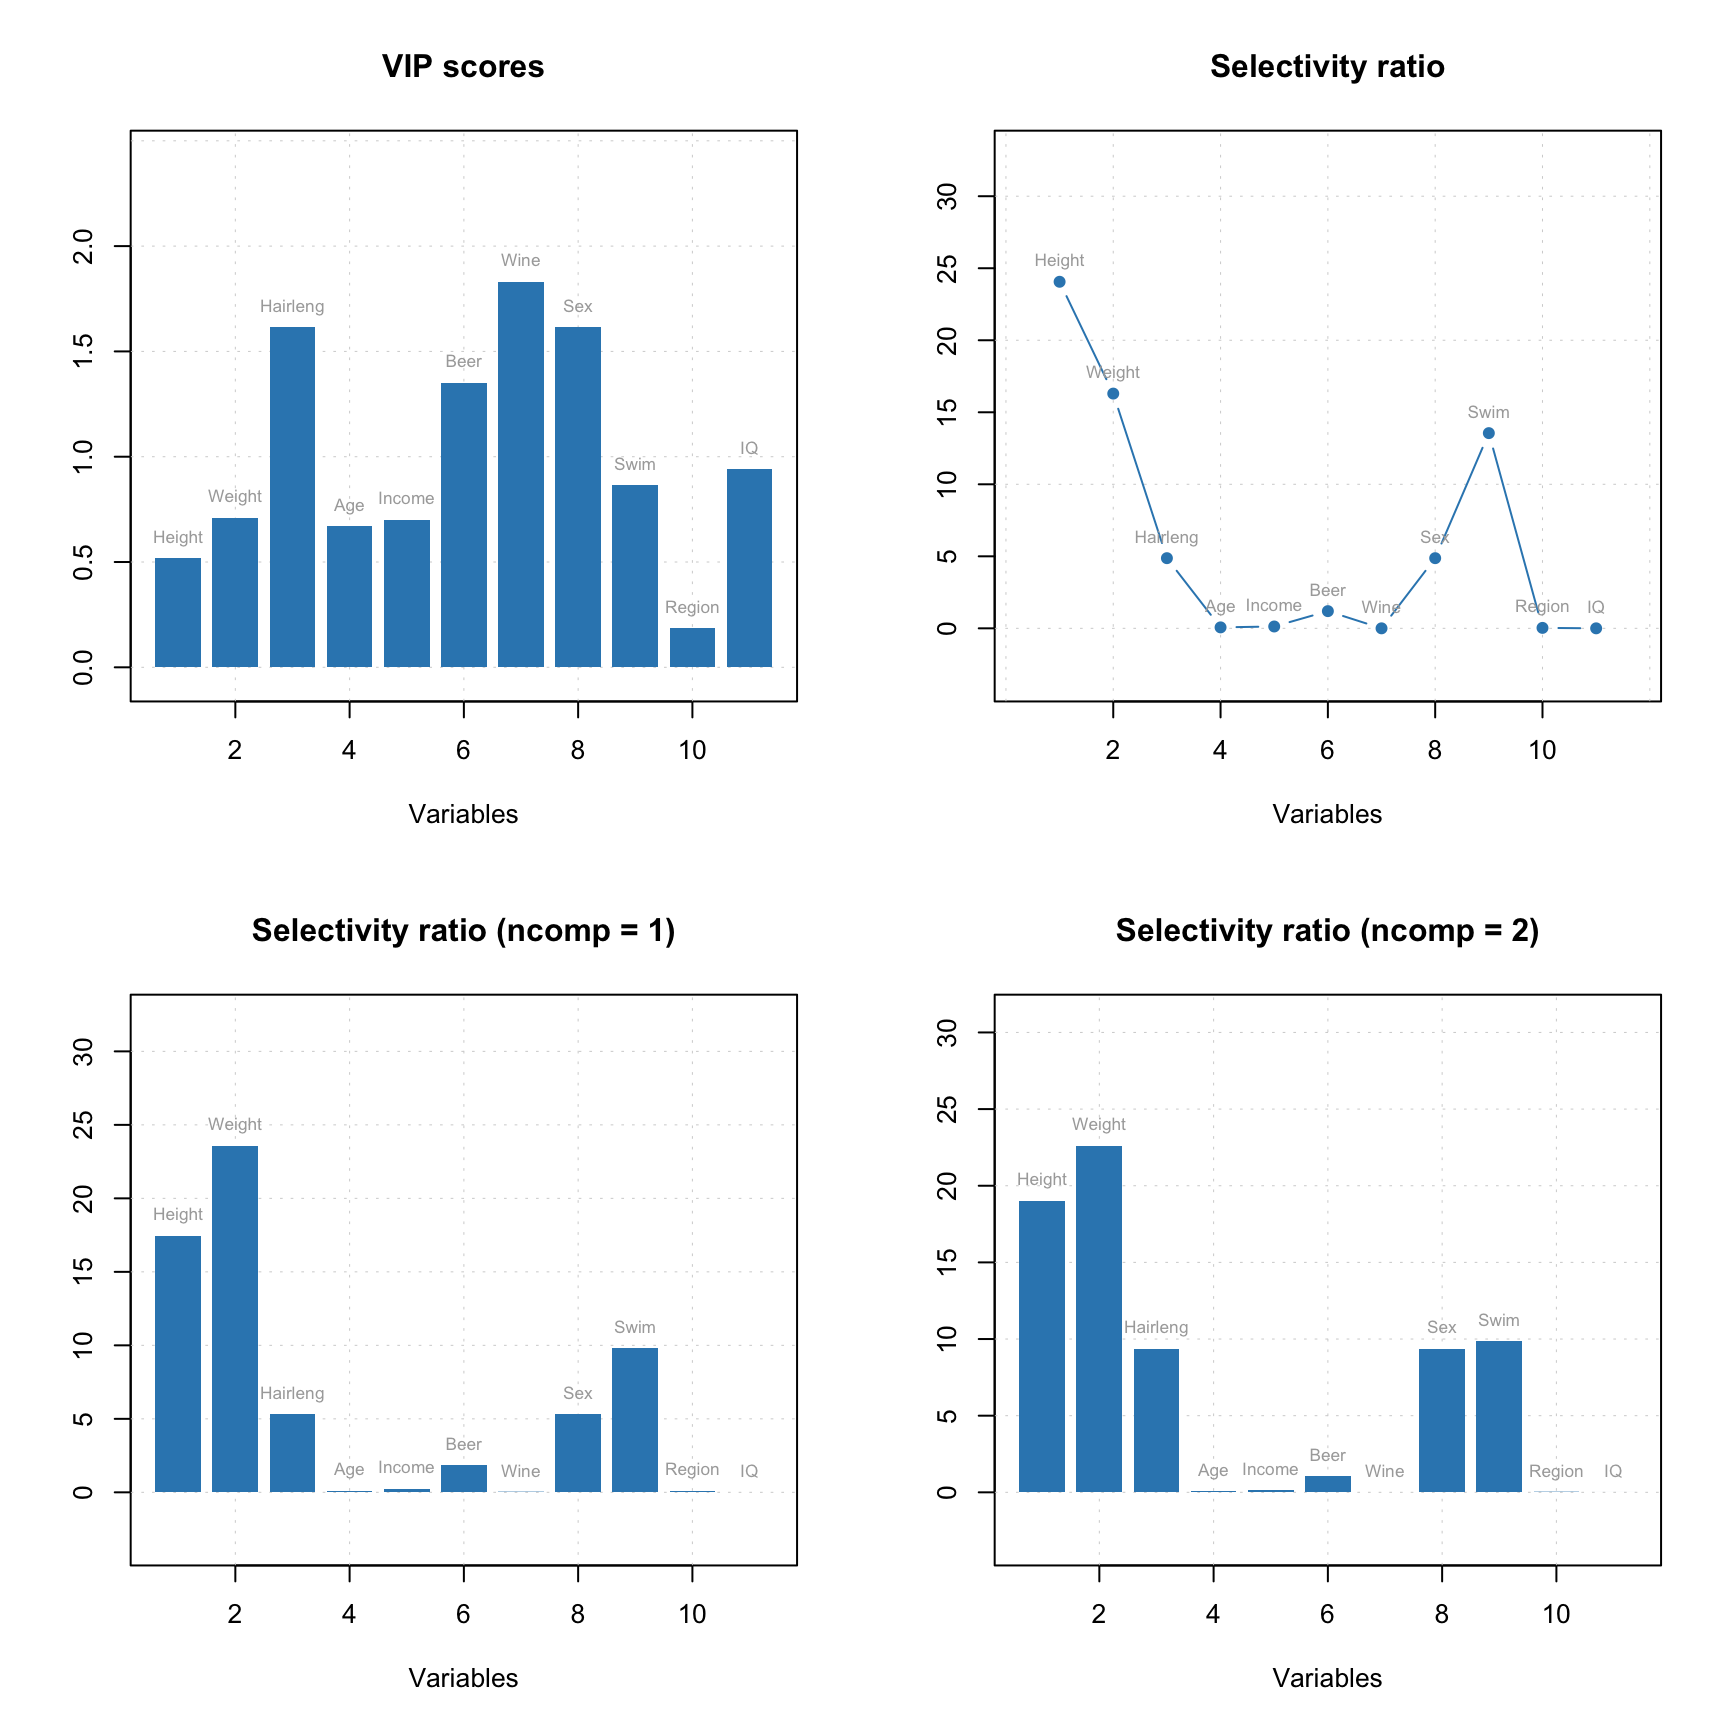 VIP scores
2.0
1.5
1.0
0.5
0.0
Height
Weight
Hairleng
Age
Income
Beer
Wine
Sex
Swim
Region
IQ
2 4 6 8 10
Variables
Selectivity ratio
30
25
20
15
10
5
0
Height
Weight
Hairleng
Age
Income
Beer
Wine
Sex
Swim
Region
IQ
2 4 6 8 10
Variables
Selectivity ratio (ncomp = 1)
30
25
20
15
10
5
0
Height
Weight
Hairleng
Age
Income
Beer
Wine
Sex
Swim
Region
IQ
2 4 6 8 10
Variables
Selectivity ratio (ncomp = 2)
30
25
20
15
10
5
0
Height
Weight
Hairleng
Age
Income
Beer
Wine
Sex
Swim
Region
IQ
2 4 6 8 10
Variables